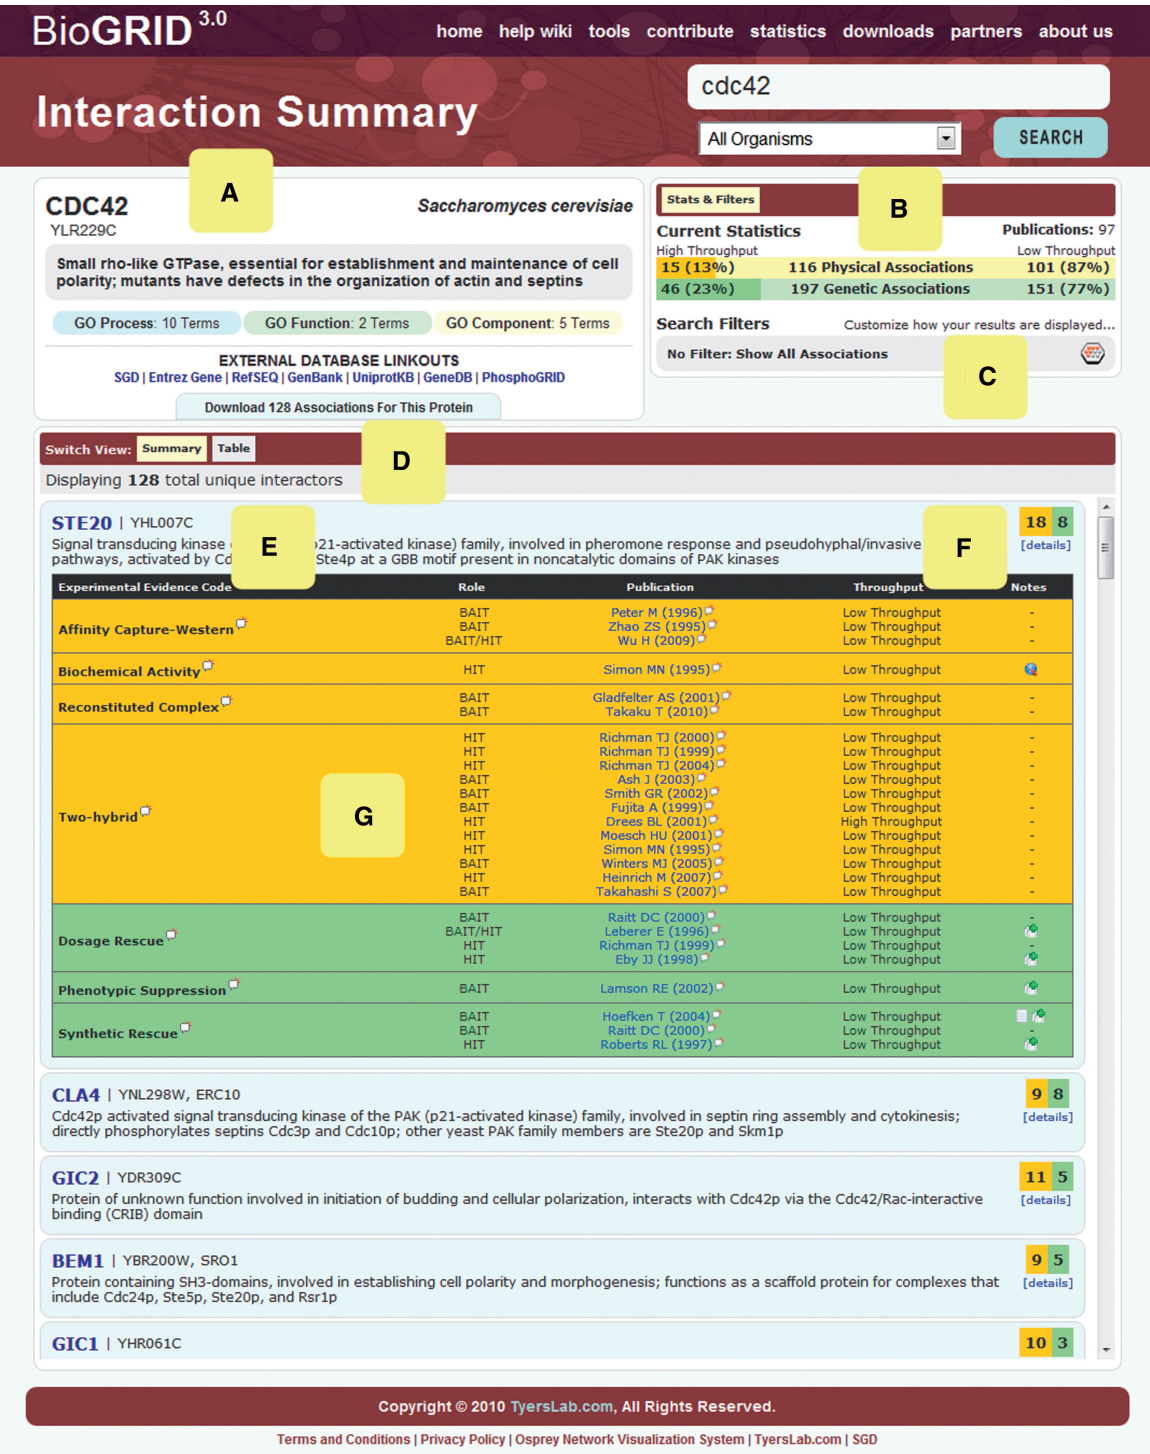 BioGRID 3.0
home help wiki tools contribute statistics downloads partners about us
Interaction Summary
cdc42
All Organisms
SEARCH
A
CDC42
Saccharomyces cerevisiae
YLR229C
Small rho-like GTPase, essential for establishment and maintenance of cell
polarity; mutants have defects in the organization of actin and septins
GO Process: 10 Terms GO Function: 2 Terms GO Component: 5 Terms
EXTERNAL DATABASE LINKOUTS
SGD | Entrez Gene | RefSEQ | GenBank | UniprotKB | GeneDB | PhosphoGRID
Download 128 Associations For This Protein
Stats & Filters
B
Current Statistics Publications: 97
High Throughput Low Throughput
15 (13%) 116 Physical Associations 101 (87%)
46 (23%) 197 Genetic Associations 151 (77%)
Search Filters Customize how your results are displayed...
No Filter: Show All Associations
C
Switch View: Summary Table
D
Displaying 128 total unique interactors
STE20 | YHL007C 18 8
E
F
Signal transducing kinase p21-activated kinase) family, involved in pheromone response and pseudohyphal/invasive [details]
pathways, activated by Cd Ste4p at a GBB motif present in noncatalytic domains of PAK kinases
Experimental Evidence Code Role Publication Throughput Notes
Affinity Capture-Western
BAIT Peter M (1996) Low Throughput -
BAIT Zhao ZS (1995) Low Throughput -
BAIT/HIT Wu H (2009) Low Throughput -
Biochemical Activity HIT Simon MN (1995) Low Throughput
Reconstituted Complex
BAIT Gladfelter AS (2001) Low Throughput -
BAIT Takaku T (2010) Low Throughput -
Two-hybrid
HIT Richman TJ (2000) Low Throughput -
HIT Richman TJ (1999) Low Throughput -
HIT Richman TJ (2004) Low Throughput -
BAIT Ash J (2003) Low Throughput -
BAIT Smith GR (2002) Low Throughput -
BAIT Fujita A (1999) Low Throughput -
HIT Drees BL (2001) High Throughput -
HIT Moesch HU (2001) Low Throughput -
HIT Simon MN (1995) Low Throughput -
BAIT Winters MJ (2005) Low Throughput -
HIT Heinrich M (2007) Low Throughput -
BAIT Takahashi S (2007) Low Throughput -
G
Dosage Rescue
BAIT Raitt DC (2000) Low Throughput -
BAIT/HIT Leberer E (1996) Low Throughput
HIT Richman TJ (1999) Low Throughput -
HIT Eby JJ (1998) Low Throughput
Phenotypic Suppression BAIT Lamson RE (2002) Low Throughput
Synthetic Rescue
BAIT Hoefken T (2004) Low Throughput
BAIT Raitt DC (2000) Low Throughput -
HIT Roberts RL (1997) Low Throughput
CLA4 | YNL298W, ERC10 9 8
Cdc42p activated signal transducing kinase of the PAK (p21-activated kinase) family, involved in septin ring assembly and cytokinesis; [details]
directly phosphorylates septins Cdc3p and Cdc10p; other yeast PAK family members are Ste20p and Skm1p
GIC2 | YDR309C 11 5
Protein of unknown function involved in initiation of budding and cellular polarization, interacts with Cdc42p via the Cdc42/Rac-interactive [details]
binding (CRIB) domain
BEM1 | YBR200W, SRO1 9 5
Protein containing SH3-domains, involved in establishing cell polarity and morphogenesis; functions as a scaffold protein for complexes that [details]
include Cdc24p, Ste5p, Ste20p, and Rsr1p
GIC1 | YHR061C 10 3
Copyright © 2010 TyersLab.com, All Rights Reserved.
Terms and Conditions | Privacy Policy | Osprey Network Visualization System | TyersLab.com | SGD